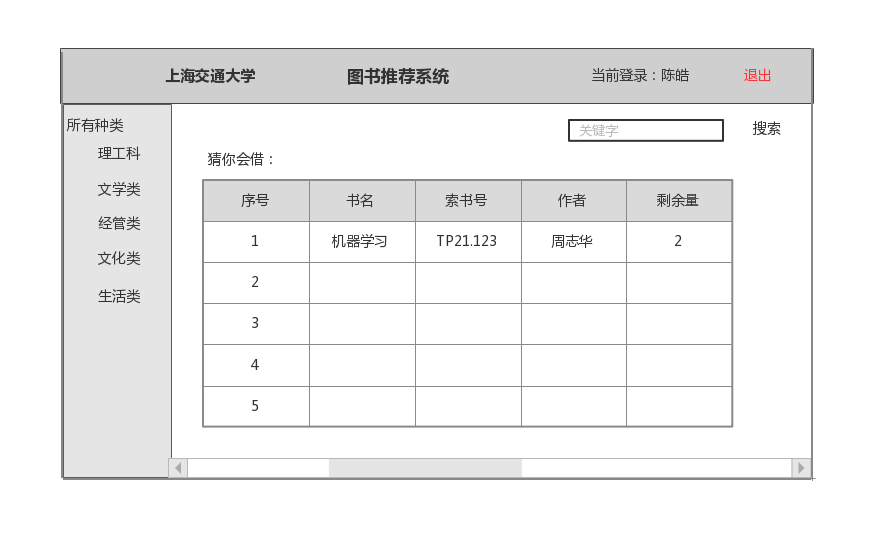 上海交通大学 图书推荐系统 当前登录：陈皓 退出
所有种类
理工科
文学类
经管类
文化类
生活类
关键字 搜索
猜你会借：
序号 书名 索书号 作者 剩余量
1 机器学习 TP21.123 周志华 2
2
3
4
5